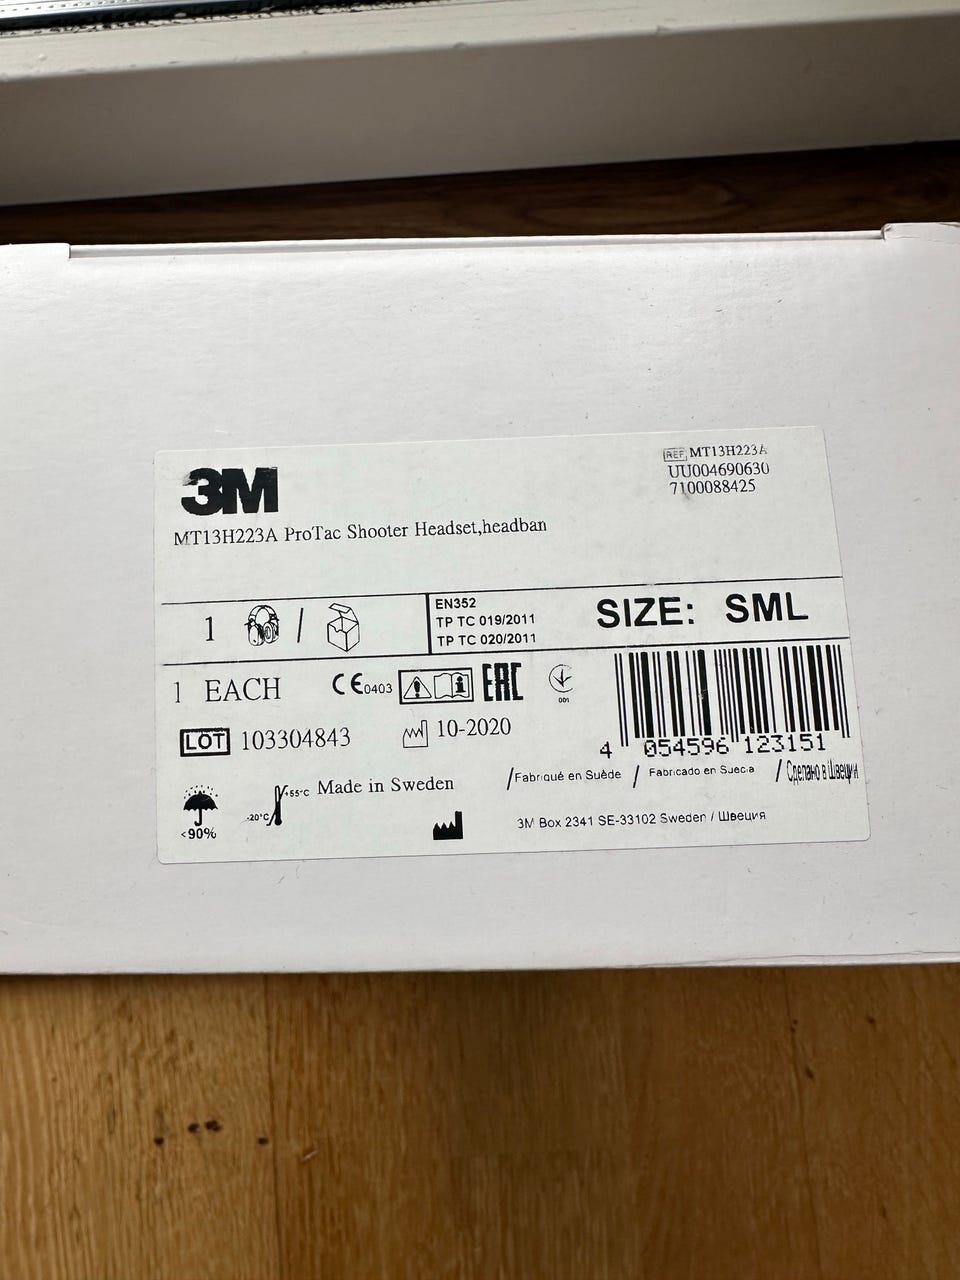 3M
REF MT13H223A
UU004690630
7100088425
MT13H223A ProTac Shooter Headset,headban
1 /
EN352
TP TC 019/2011
TP TC 020/2011
SIZE: SML
1 EACH
CE0403
EAC
001
LOT 103304843
10-2020
4 054596 123151
<90%
-20°C
+55°C
Made in Sweden
/Fabriqué en Suède / Fabricado en Suecia / Сделано в Швеции
3M Box 2341 SE-33102 Sweden / Швеция